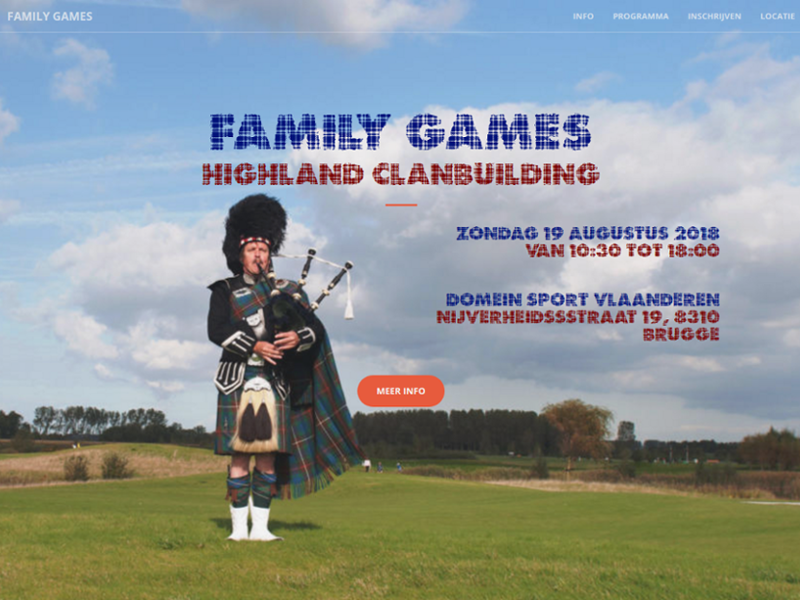 FAMILY GAMES
INFO PROGRAMMA INSCHRIJVEN LOCATIE
FAMILY GAMES
HIGHLAND CLANBUILDING
ZONDAG 19 AUGUSTUS 2018
VAN 10:30 TOT 18:00
DOMEIN SPORT VLAANDEREN
NIJVERHEIDSSSTRAAT 19, 8310
BRUGGE
MEER INFO